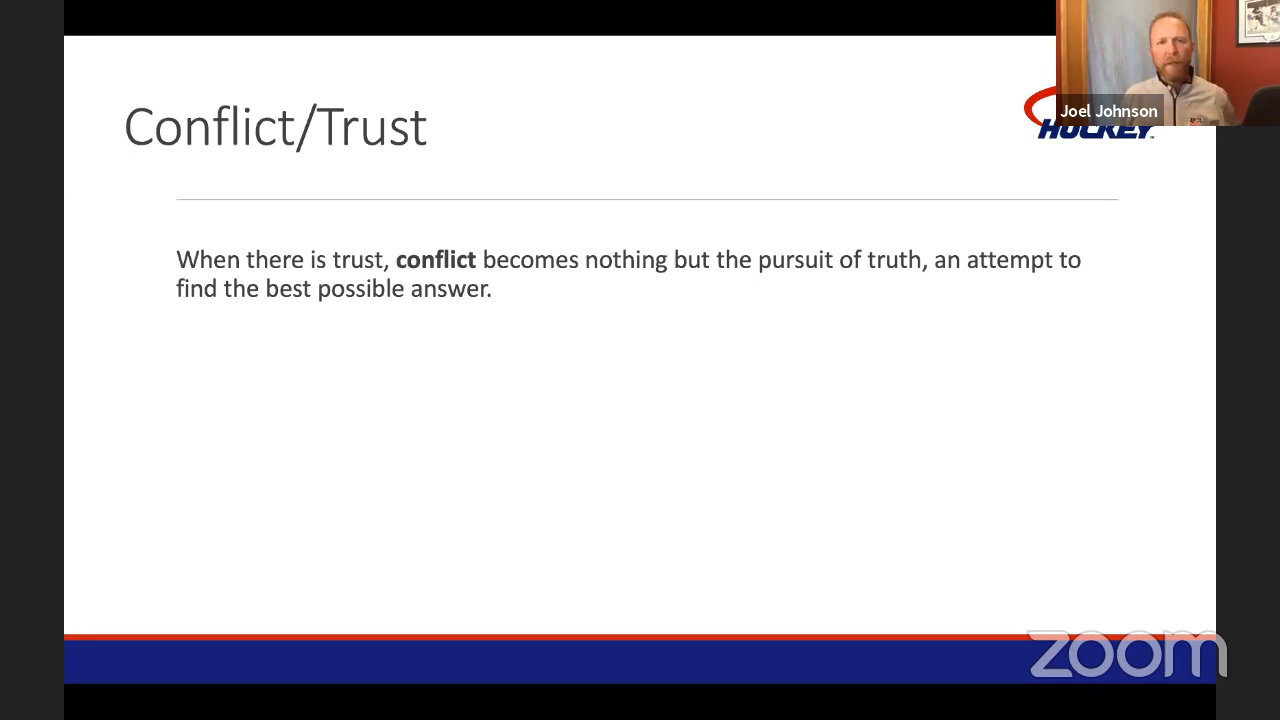 Conflict/Trust
Joel Johnson
HOCKEY
When there is trust, conflict becomes nothing but the pursuit of truth, an attempt to
find the best possible answer.
zoom